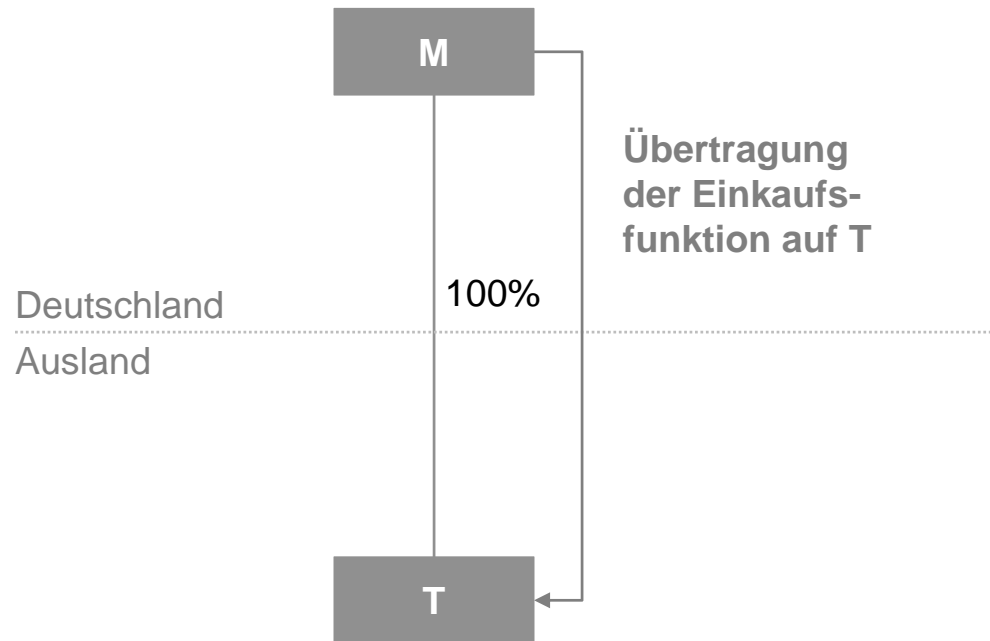 M
Übertragung
der Einkaufs-
funktion auf T
100%
Deutschland
Ausland
T